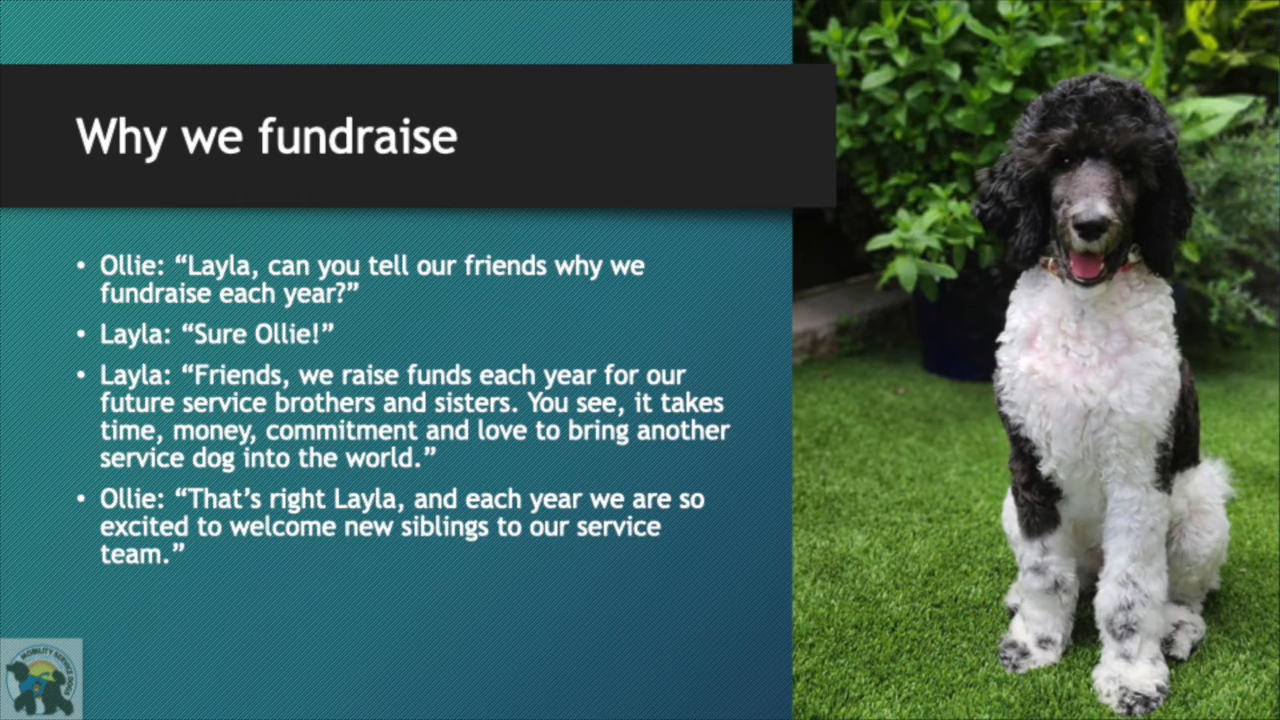 Why we fundraise
• Ollie: “Layla, can you tell our friends why we
fundraise each year?”
• Layla: “Sure Ollie!”
• Layla: “Friends, we raise funds each year for our
future service brothers and sisters. You see, it takes
time, money, commitment and love to bring another
service dog into the world.”
• Ollie: “That’s right Layla, and each year we are so
excited to welcome new siblings to our service
team.”
MOBILITY SERVICE DOGS